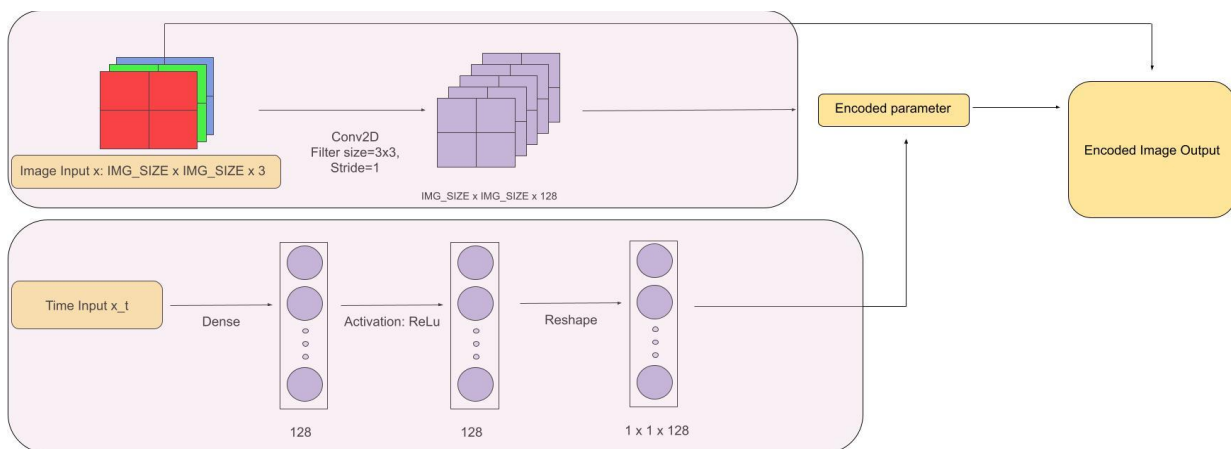 Image Input x: IMG_SIZE x IMG_SIZE x 3
Conv2D
Filter size=3x3,
Stride=1
IMG_SIZE x IMG_SIZE x 128
Encoded parameter
Encoded Image Output
Time Input x_t
Dense
Activation: ReLu
Reshape
128
128
1 x 1 x 128